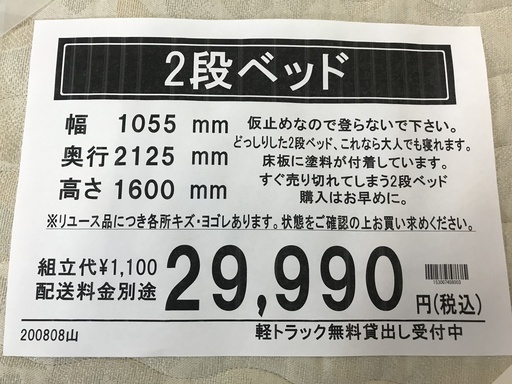 2段ベッド
幅 1055 mm
奥行 2125 mm
高さ 1600 mm
仮止めなので登らないで下さい。
どっしりした2段ベッド、これなら大人でも寝れます。
床板に塗料が付着しています。
すぐ売り切れてしまう2段ベッド
購入はお早めに。
※リユース品につき各所キズ・ヨゴレあります。状態をご確認の上お買い求めください。
組立代¥1,100
配送料金別途
29,990円(税込)
200808山
軽トラック無料貸出し受付中